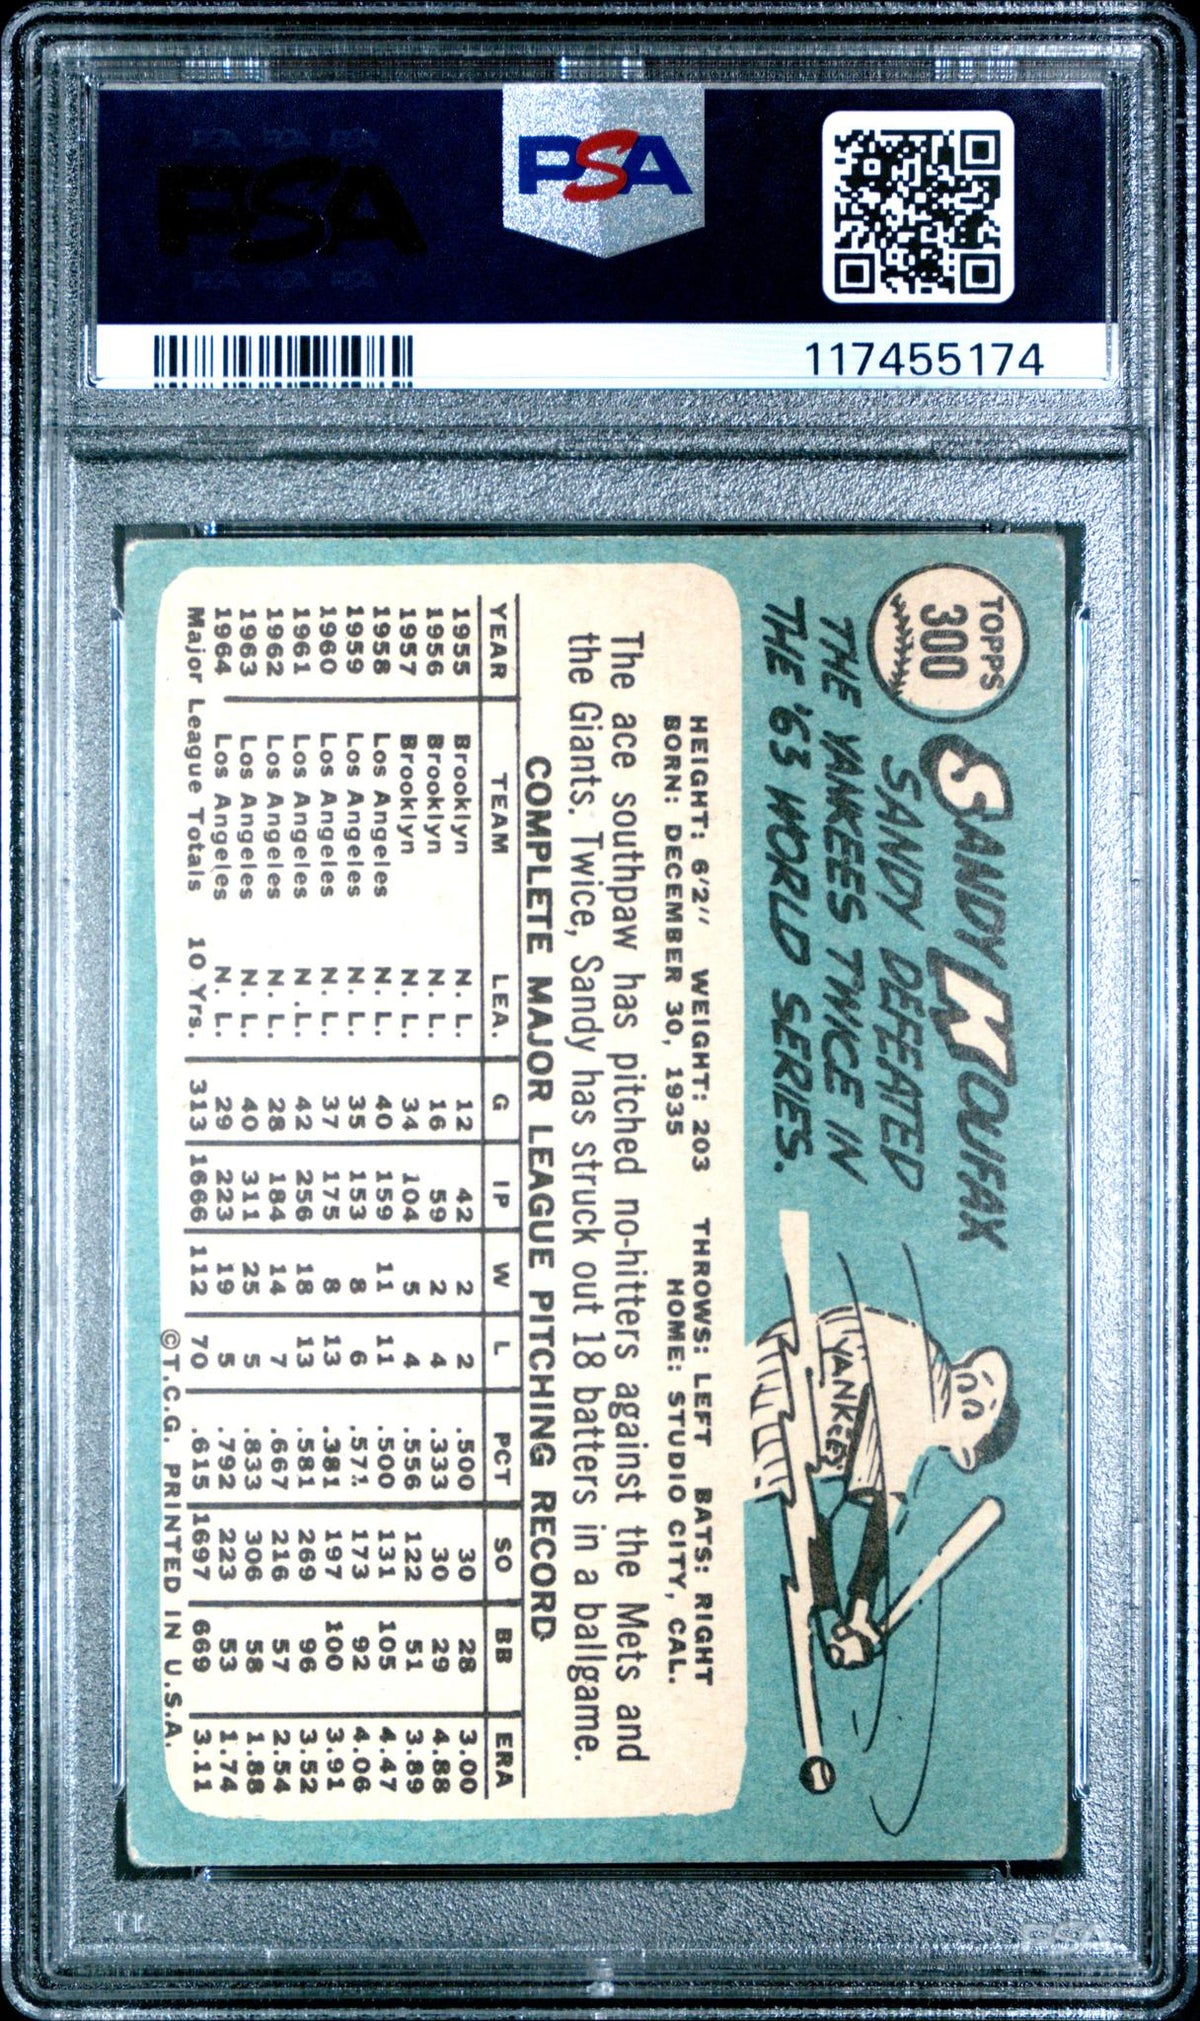 PSA
PSA
117455174
TOPPS
300
SANDY KOUFAX
SANDY DEFEATED
THE YANKEES TWICE IN
THE '63 WORLD SERIES.
YANKEES
HEIGHT: 6'2" WEIGHT: 203 THROWS: LEFT BATS: RIGHT
BORN: DECEMBER 30, 1935 HOME: STUDIO CITY, CAL.
The ace southpaw has pitched no-hitters against the Mets and
the Giants. Twice, Sandy has struck out 18 batters in a ballgame.
COMPLETE MAJOR LEAGUE PITCHING RECORD
YEAR TEAM LEA. G IP W L PCT SO BB ERA
1955 Brooklyn N. L. 12 42 2 2 .500 30 28 3.00
1956 Brooklyn N. L. 16 59 2 4 .333 30 29 4.88
1957 Brooklyn N. L. 34 104 5 4 .556 122 51 3.89
1958 Los Angeles N. L. 40 159 11 11 .500 131 105 4.47
1959 Los Angeles N. L. 35 153 8 6 .571 173 92 4.06
1960 Los Angeles N. L. 37 175 8 13 .381 197 100 3.91
1961 Los Angeles N. L. 42 256 18 13 .581 269 96 3.52
1962 Los Angeles N. L. 28 184 14 7 .667 216 57 2.54
1963 Los Angeles N. L. 40 311 25 5 .833 306 58 1.88
1964 Los Angeles N. L. 29 223 19 5 .792 223 53 1.74
Major League Totals 10 Yrs. 313 1666 112 70 .615 1697 669 3.11
©T.C.G. PRINTED IN U.S.A.
PSA